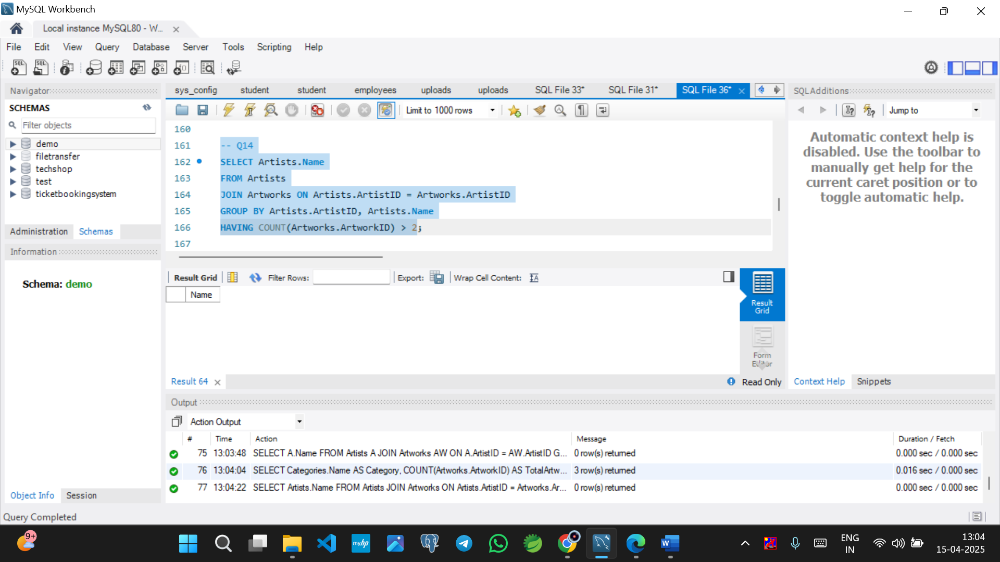 MySQL Workbench
Local instance MySQL80 - W...
File Edit View Query Database Server Tools Scripting Help
Navigator
SCHEMAS
Filter objects
demo
filetransfer
techshop
test
ticketbookingsystem
Administration Schemas
Information
Schema: demo
Object Info Session
Query Completed
sys_config student student employees uploads uploads SQL File 33* SQL File 31* SQL File 36*
Limit to 1000 rows
160
161 -- Q14
162 SELECT Artists.Name
163 FROM Artists
164 JOIN Artworks ON Artists.ArtistID = Artworks.ArtistID
165 GROUP BY Artists.ArtistID, Artists.Name
166 HAVING COUNT(Artworks.ArtworkID) > 2;
167
Result Grid Filter Rows: Export: Wrap Cell Content:
Name
Result Grid
Form Editor
Result 64 Read Only
SQLAdditions
Jump to
Automatic context help is
disabled. Use the toolbar to
manually get help for the
current caret position or to
toggle automatic help.
Context Help Snippets
Output
Action Output
# Time Action Message Duration / Fetch
75 13:03:48 SELECT A.Name FROM Artists A JOIN Artworks AW ON A.ArtistID = AW.ArtistID G... 0 row(s) returned 0.000 sec / 0.000 sec
76 13:04:04 SELECT Categories.Name AS Category, COUNT(Artworks.ArtworkID) AS TotalArtw... 3 row(s) returned 0.016 sec / 0.000 sec
77 13:04:22 SELECT Artists.Name FROM Artists JOIN Artworks ON Artists.ArtistID = Artworks.Ar... 0 row(s) returned 0.000 sec / 0.000 sec
9+
myhp
W
ENG
IN
13:04
15-04-2025